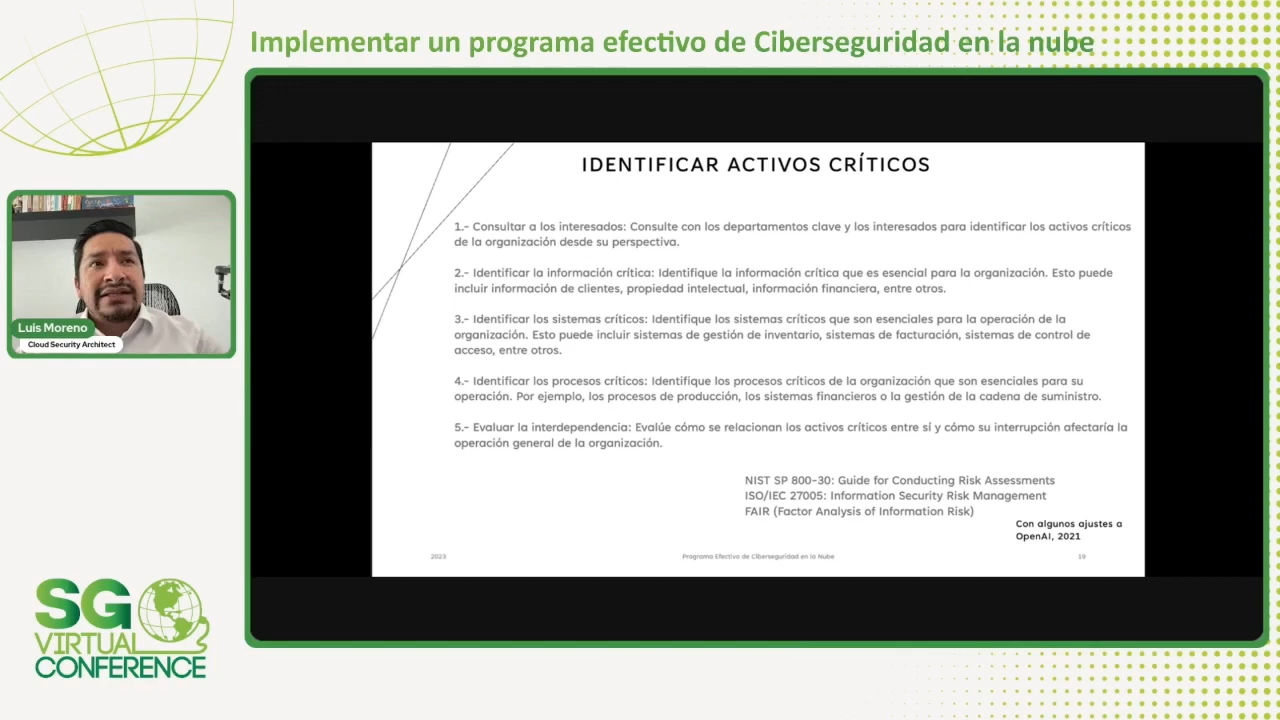 Implementar un programa efectivo de Ciberseguridad en la nube
IDENTIFICAR ACTIVOS CRÍTICOS
1.- Consultar a los interesados: Consulte con los departamentos clave y los interesados para identificar los activos críticos
de la organización desde su perspectiva.
2.- Identificar la información crítica: Identifique la información crítica que es esencial para la organización. Esto puede
incluir información de clientes, propiedad intelectual, información financiera, entre otros.
3.- Identificar los sistemas críticos: Identifique los sistemas críticos que son esenciales para la operación de la
organización. Esto puede incluir sistemas de gestión de inventario, sistemas de facturación, sistemas de control de
acceso, entre otros.
4.- Identificar los procesos críticos: Identifique los procesos críticos de la organización que son esenciales para su
operación. Por ejemplo, los procesos de producción, los sistemas financieros o la gestión de la cadena de suministro.
5.- Evaluar la interdependencia: Evalúe cómo se relacionan los activos críticos entre sí y cómo su interrupción afectaría la
operación general de la organización.
NIST SP 800-30: Guide for Conducting Risk Assessments
ISO/IEC 27005: Information Security Risk Management
FAIR (Factor Analysis of Information Risk)
Con algunos ajustes a
OpenAI, 2021
2023
Programa Efectivo de Ciberseguridad en la Nube
19
Luis Moreno
Cloud Security Architect
SG
VIRTUAL
CONFERENCE